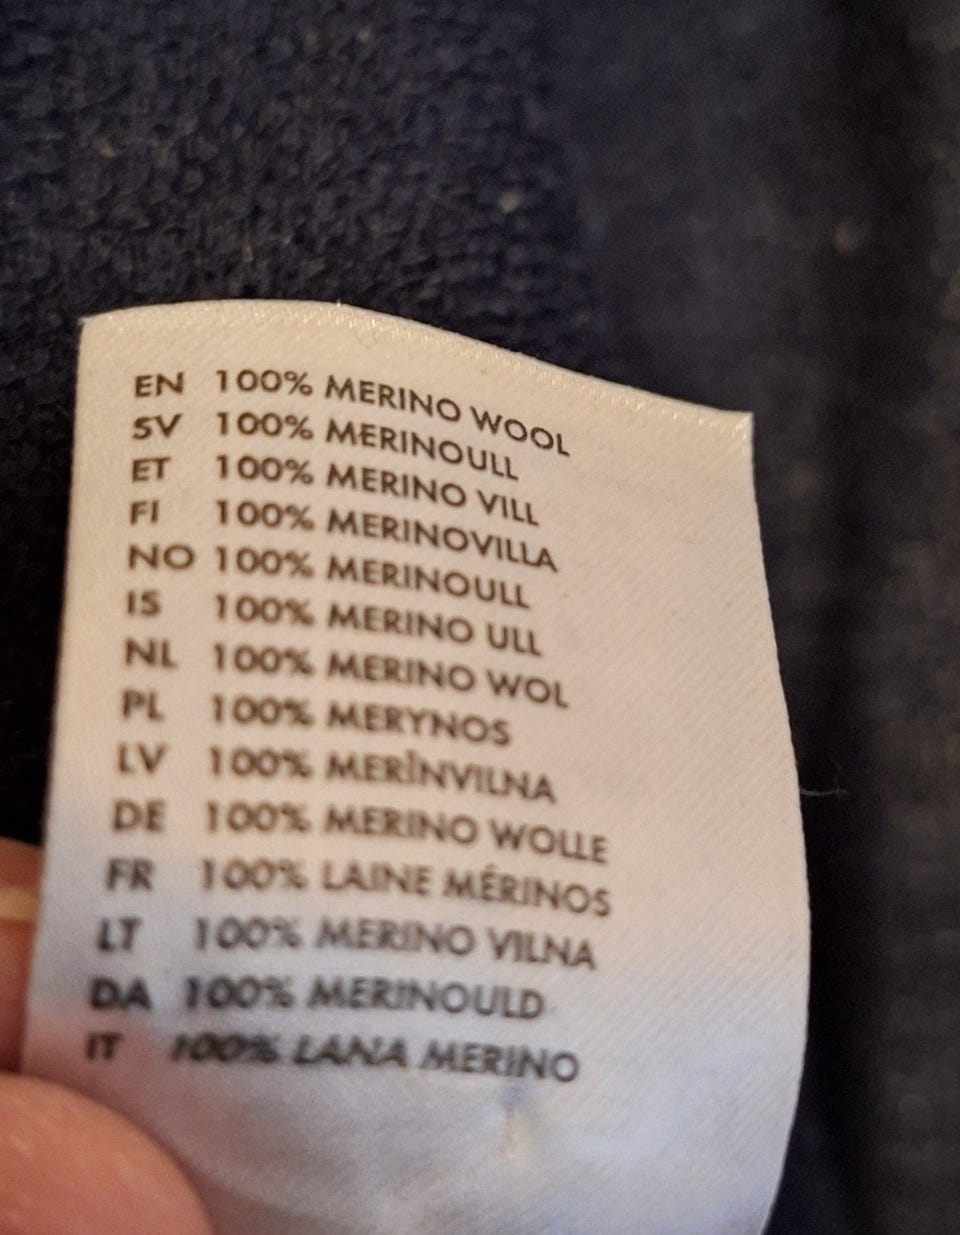 EN 100% MERINO WOOL
SV 100% MERINOULL
ET 100% MERINO VILL
FI 100% MERINOVILLA
NO 100% MERINOULL
IS 100% MERINO ULL
NL 100% MERINO WOL
PL 100% MERYNOS
LV 100% MERĪNVILNA
DE 100% MERINO WOLLE
FR 100% LAINE MÉRINOS
LT 100% MERINO VILNA
DA 100% MERINOULD
IT 100% LANA MERINO